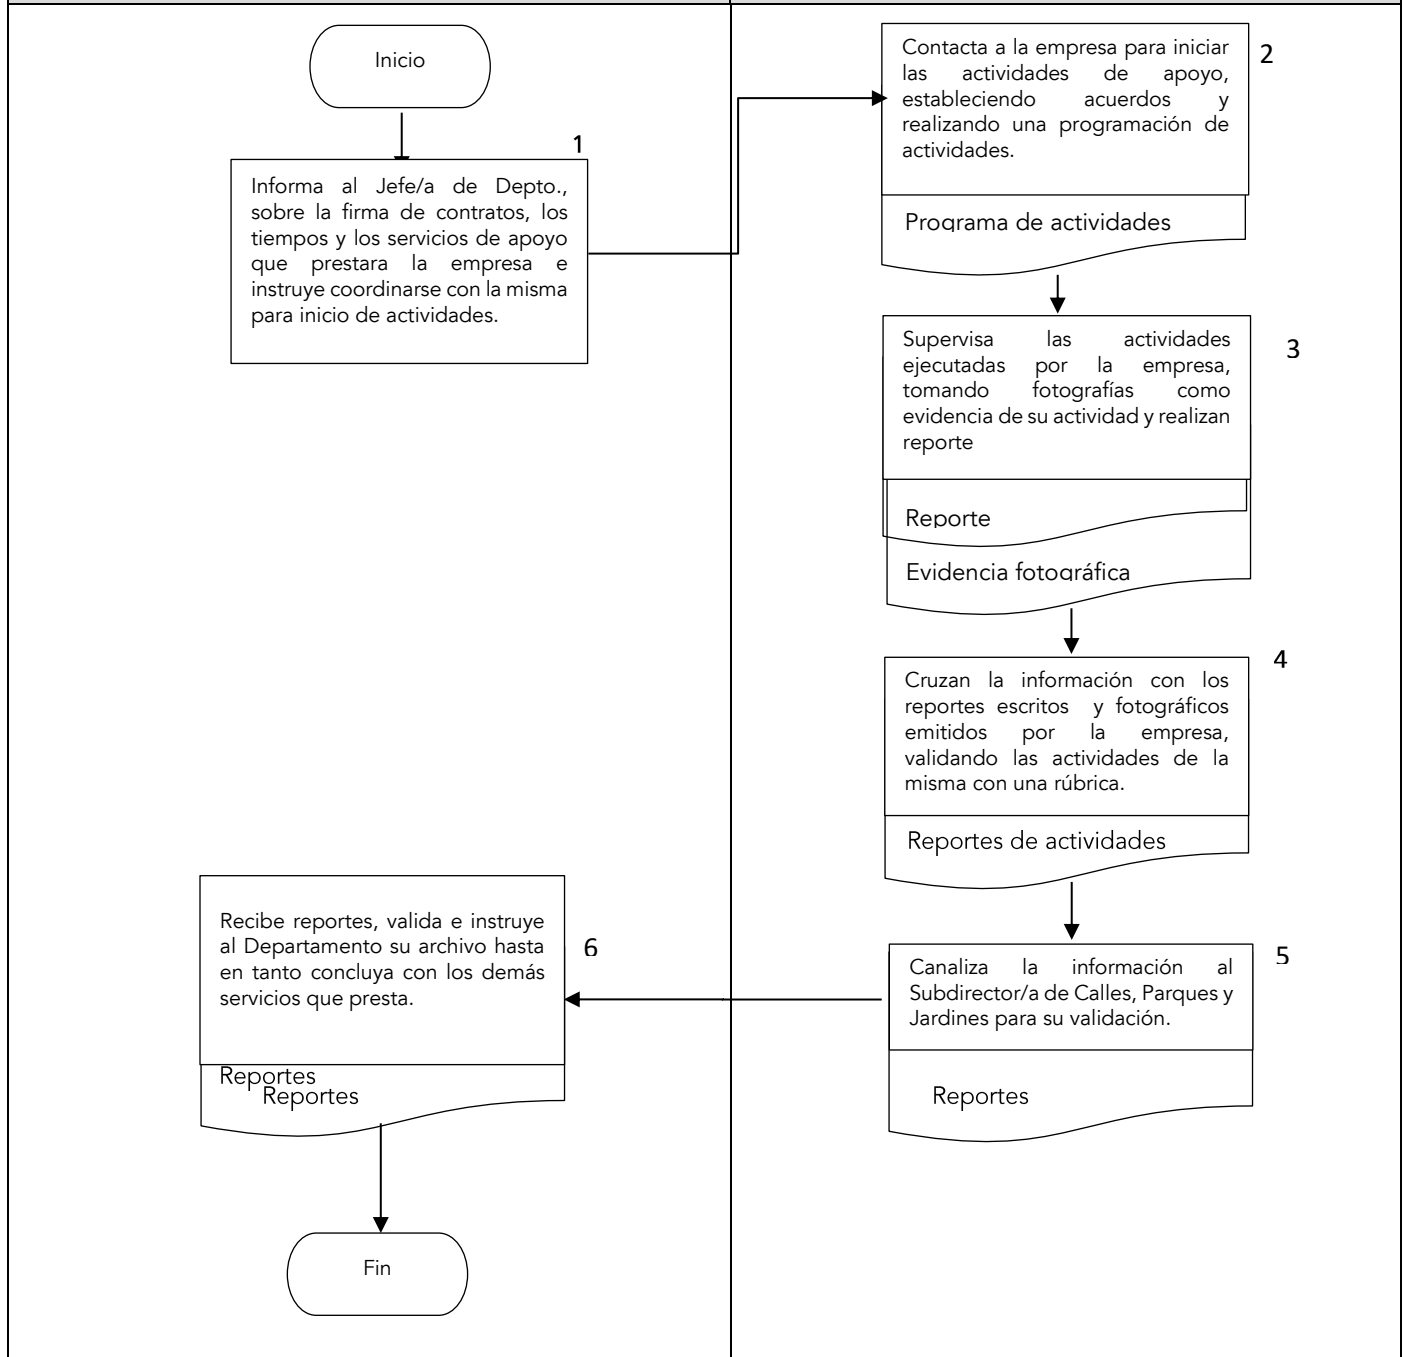 Inicio
1
Informa al Jefe/a de Depto.,
sobre la firma de contratos, los
tiempos y los servicios de apoyo
que prestara la empresa e
instruye coordinarse con la misma
para inicio de actividades.
2
Contacta a la empresa para iniciar
las actividades de apoyo,
estableciendo acuerdos y
realizando una programación de
actividades.
Programa de actividades
3
Supervisa las actividades
ejecutadas por la empresa,
tomando fotografías como
evidencia de su actividad y realizan
reporte
Reporte
Evidencia fotográfica
4
Cruzan la información con los
reportes escritos y fotográficos
emitidos por la empresa,
validando las actividades de la
misma con una rúbrica.
Reportes de actividades
5
Canaliza la información al
Subdirector/a de Calles, Parques y
Jardines para su validación.
Reportes
6
Recibe reportes, valida e instruye
al Departamento su archivo hasta
en tanto concluya con los demás
servicios que presta.
Reportes
Reportes
Fin